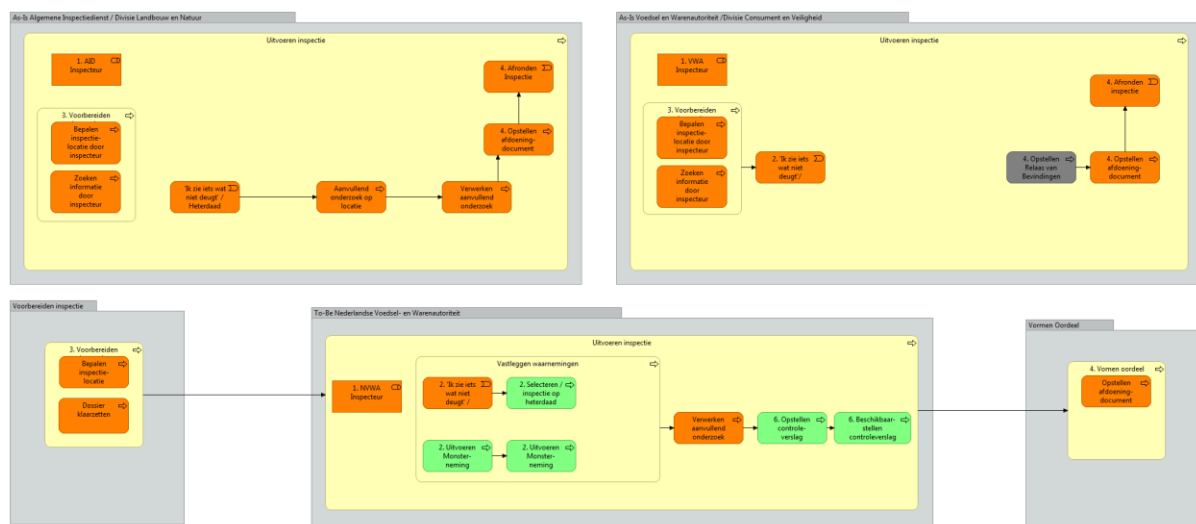 As-Is Algemene Inspectiedienst / Divisie Landbouw en Natuur
Uitvoeren inspectie
1. AID
Inspecteur
4. Afronden
Inspectie
3. Voorbereiden
Bepalen
inspectie-
locatie door
inspecteur
4. Opstellen
afdoening-
document
Zoeken
informatie
door
inspecteur
'Ik zie iets wat
niet deugt' /
Heterdaad
Aanvullend
onderzoek op
locatie
Verwerken
aanvullend
onderzoek
As-Is Voedsel en Warenautoriteit /Divisie Consument en Veiligheid
Uitvoeren inspectie
1. VWA
Inspecteur
4. Afronden
inspectie
3. Voorbereiden
Bepalen
inspectie-
locatie door
inspecteur
Zoeken
informatie
door
inspecteur
2. 'Ik zie iets
wat niet
deugt'/
4. Opstellen
Relaas van
Bevindingen
4. Opstellen
afdoening-
document
Voorbereiden inspectie
3. Voorbereiden
Bepalen
inspectie-
locatie
Dossier
klaarzetten
To-Be Nederlandse Voedsel- en Warenautoriteit
Uitvoeren inspectie
Vastleggen waarnemingen
1. NVWA
Inspecteur
2. 'Ik zie iets
wat niet
deugt' /
2. Selecteren /
inspectie op
heterdaad
2. Uitvoeren
Monster-
neming
2. Uitvoeren
Monster-
neming
Verwerken
aanvullend
onderzoek
6. Opstellen
controle-
verslag
6. Beschikbaar-
stellen
controleverslag
Vormen Oordeel
4. Vomen oordeel
Opstellen
afdoening-
document